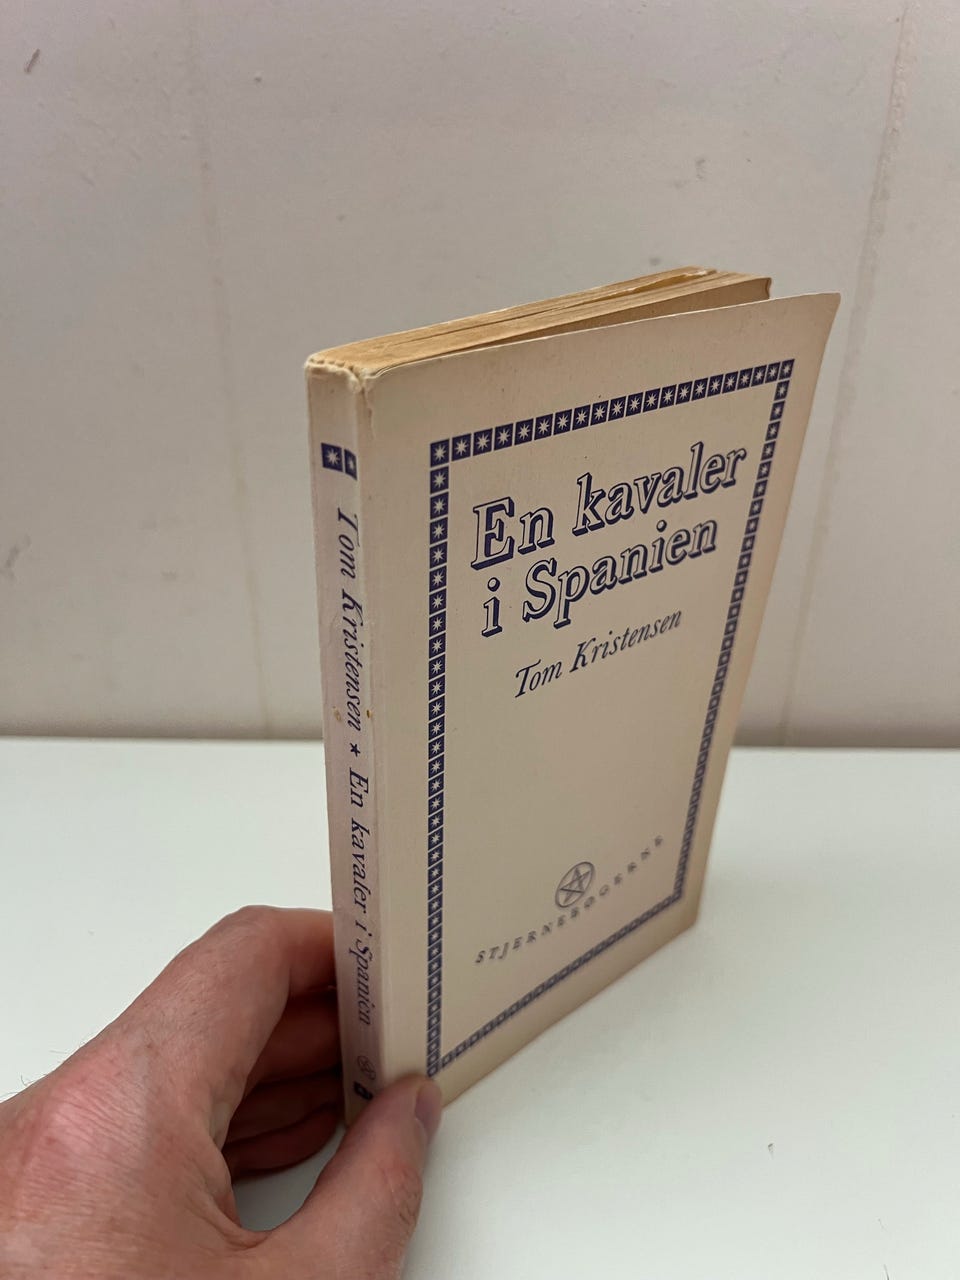 En kavaler
i Spanien
Tom Kristensen
STJERNEBØGERNE
Tom Kristensen ★ En kavaler i Spanien